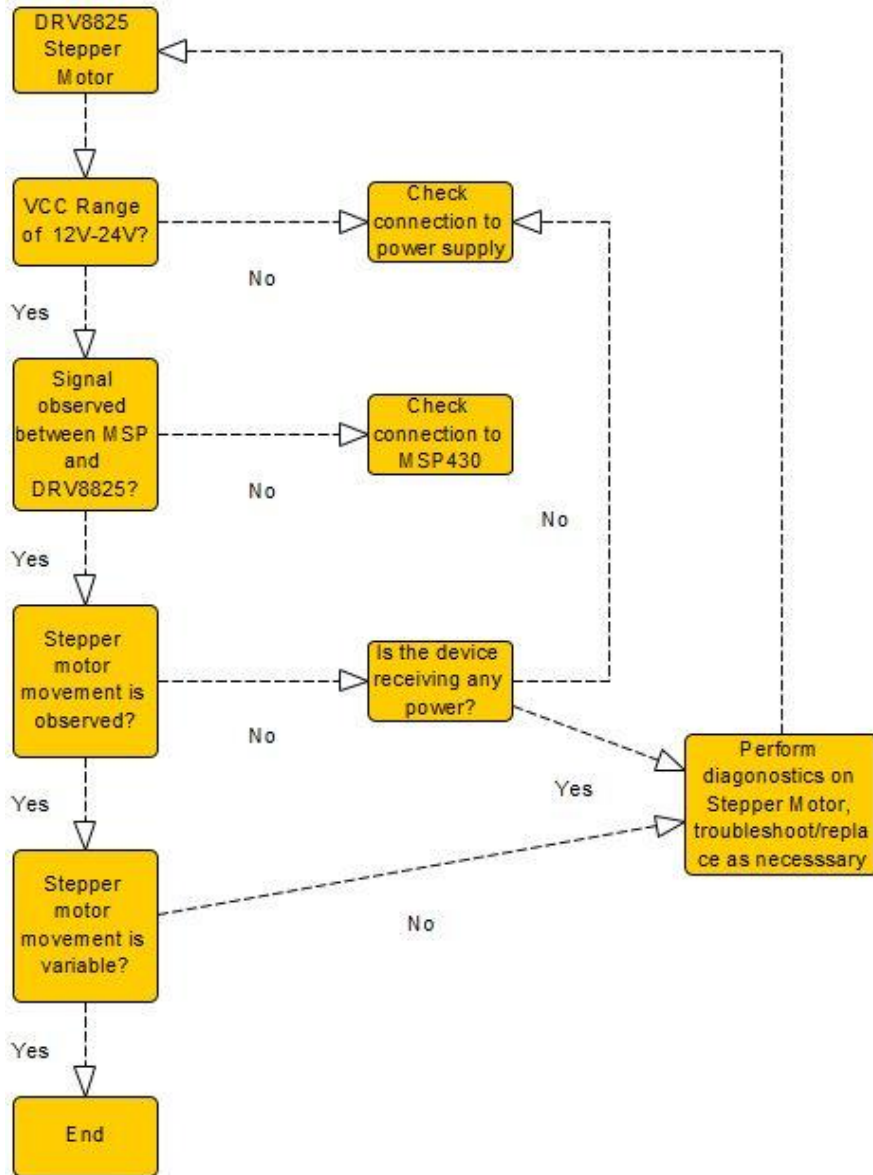 DRV8825
Stepper
Motor
VCC Range
of 12V-24V?
Check
connection to
power supply
No
Yes
Signal
observed
between MSP
and
DRV8825?
Check
connection to
MSP430
No
No
Yes
Stepper
motor
movement is
observed?
Is the device
receiving any
power?
No
Yes
Perform
diagonostics on
Stepper Motor,
troubleshoot/repla
ce as necesssary
Yes
Stepper
motor
movement is
variable?
No
Yes
End